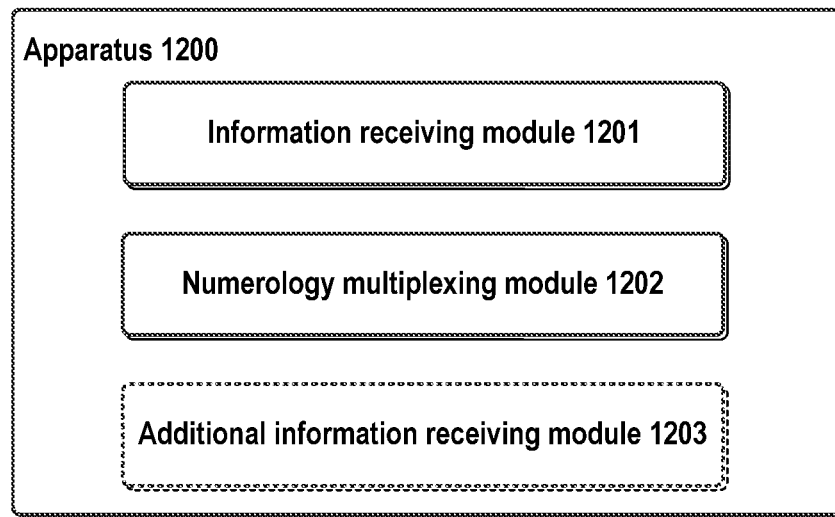 Apparatus 1200
Information receiving module 1201
Numerology multiplexing module 1202
Additional information receiving module 1203